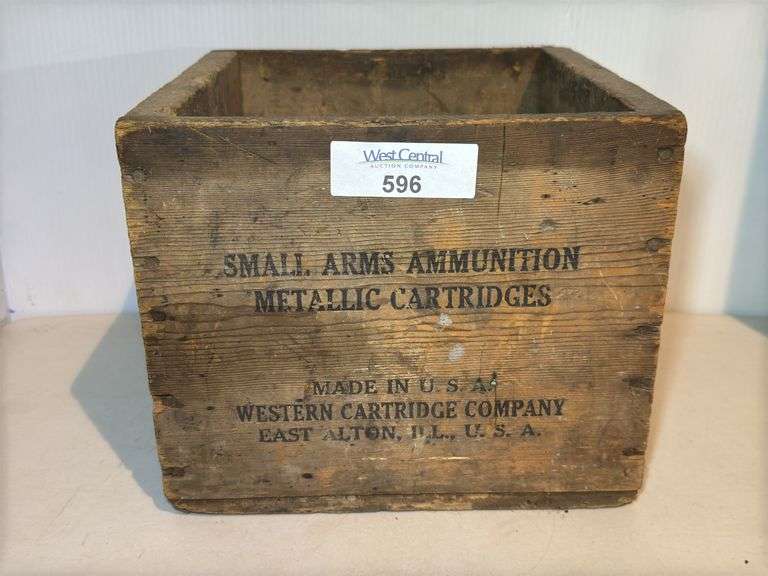 West Central
AUCTION COMPANY
596
SMALL ARMS AMMUNITION
METALLIC CARTRIDGES
MADE IN U. S. A.
WESTERN CARTRIDGE COMPANY
EAST ALTON, ILL., U. S. A.